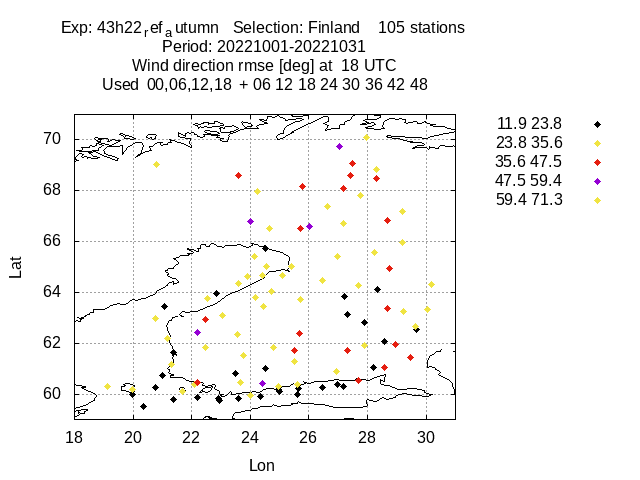 Exp: 43h22refautumn Selection: Finland 105 stations
Period: 20221001-20221031
Wind direction rmse [deg] at 18 UTC
Used 00,06,12,18 + 06 12 18 24 30 36 42 48
11.9 23.8
23.8 35.6
35.6 47.5
47.5 59.4
59.4 71.3
70
68
66
64
62
60
Lat
18 20 22 24 26 28 30
Lon